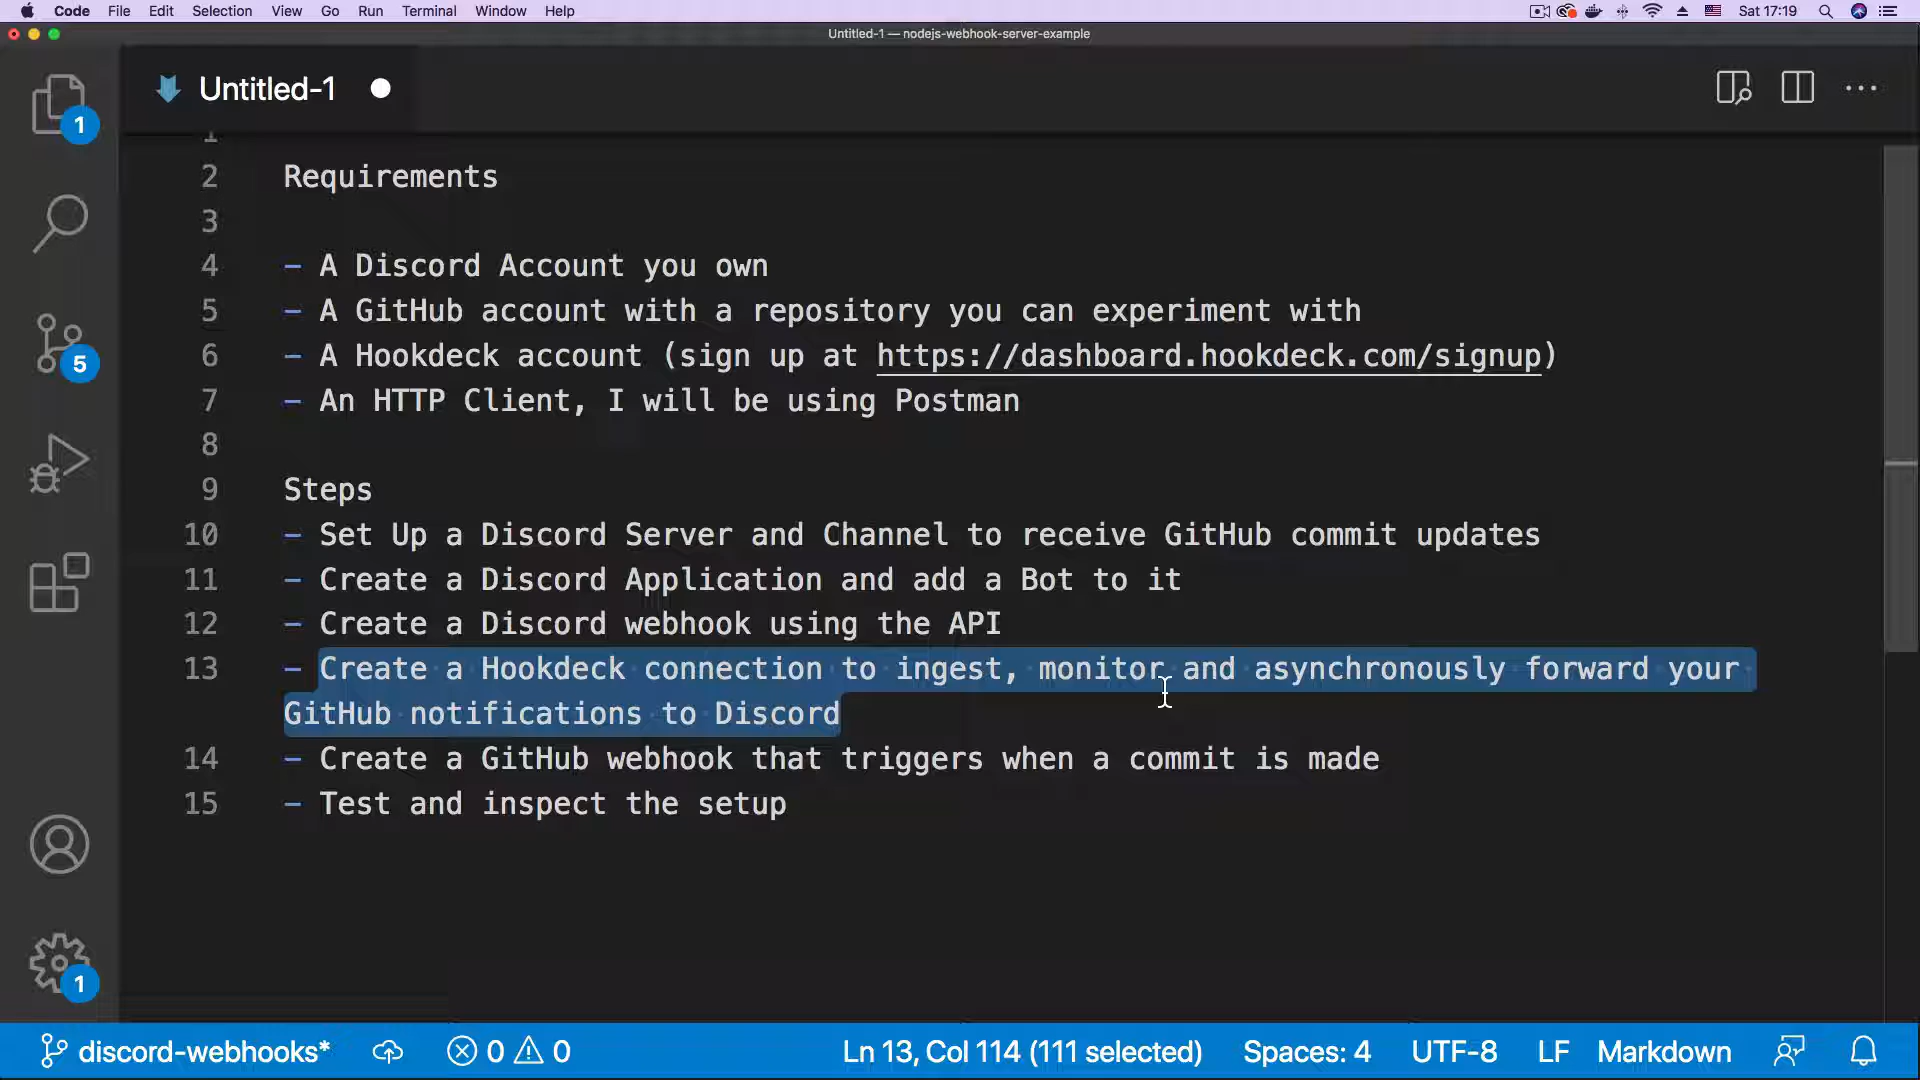 Code File Edit Selection View Go Run Terminal Window Help Sat 17:19
Untitled-1 — nodejs-webhook-server-example
Untitled-1
1
2 Requirements
3
4 - A Discord Account you own
5 - A GitHub account with a repository you can experiment with
6 - A Hookdeck account (sign up at https://dashboard.hookdeck.com/signup)
7 - An HTTP Client, I will be using Postman
8
9 Steps
10 - Set Up a Discord Server and Channel to receive GitHub commit updates
11 - Create a Discord Application and add a Bot to it
12 - Create a Discord webhook using the API
13 - Create a Hookdeck connection to ingest, monitor and asynchronously forward your
GitHub notifications to Discord
14 - Create a GitHub webhook that triggers when a commit is made
15 - Test and inspect the setup
1
5
1
discord-webhooks* 0 0 Ln 13, Col 114 (111 selected) Spaces: 4 UTF-8 LF Markdown